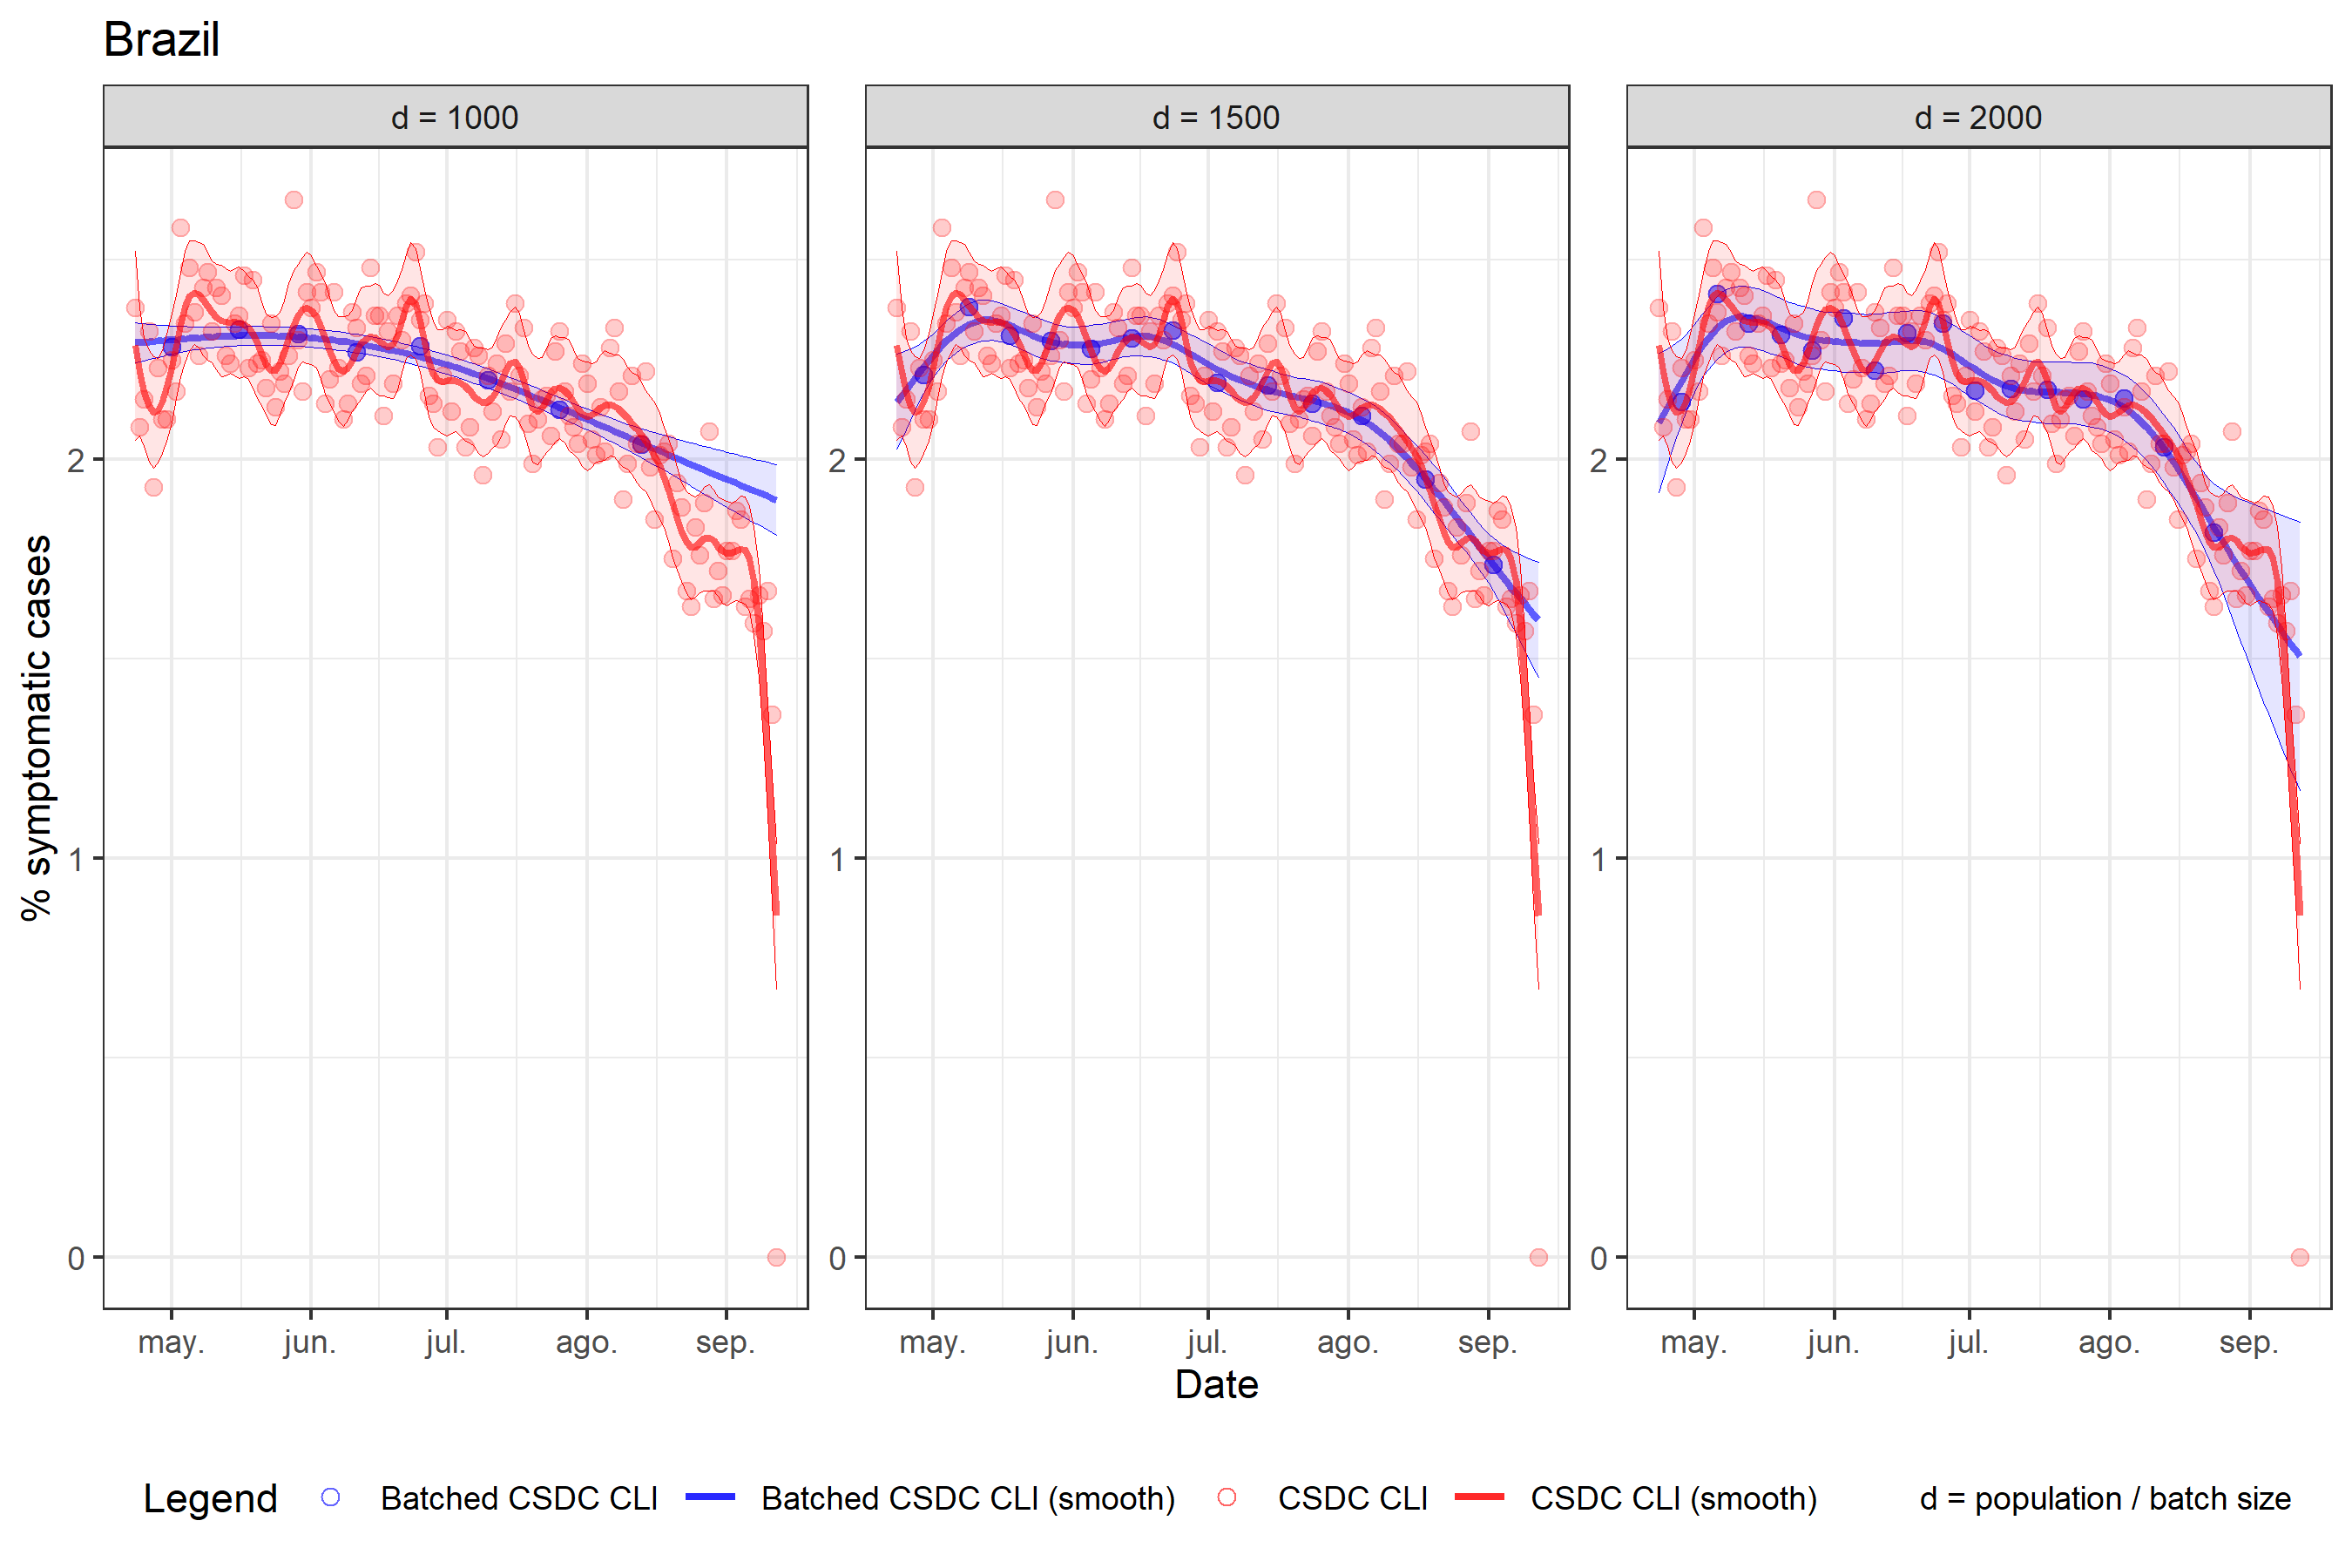 Brazil
d = 1000
d = 1500
d = 2000
% symptomatic cases
2
1
0
2
1
0
2
1
0
may. jun. jul. ago. sep.
may. jun. jul. ago. sep.
may. jun. jul. ago. sep.
Date
Legend Batched CSDC CLI Batched CSDC CLI (smooth) CSDC CLI CSDC CLI (smooth) d = population / batch size